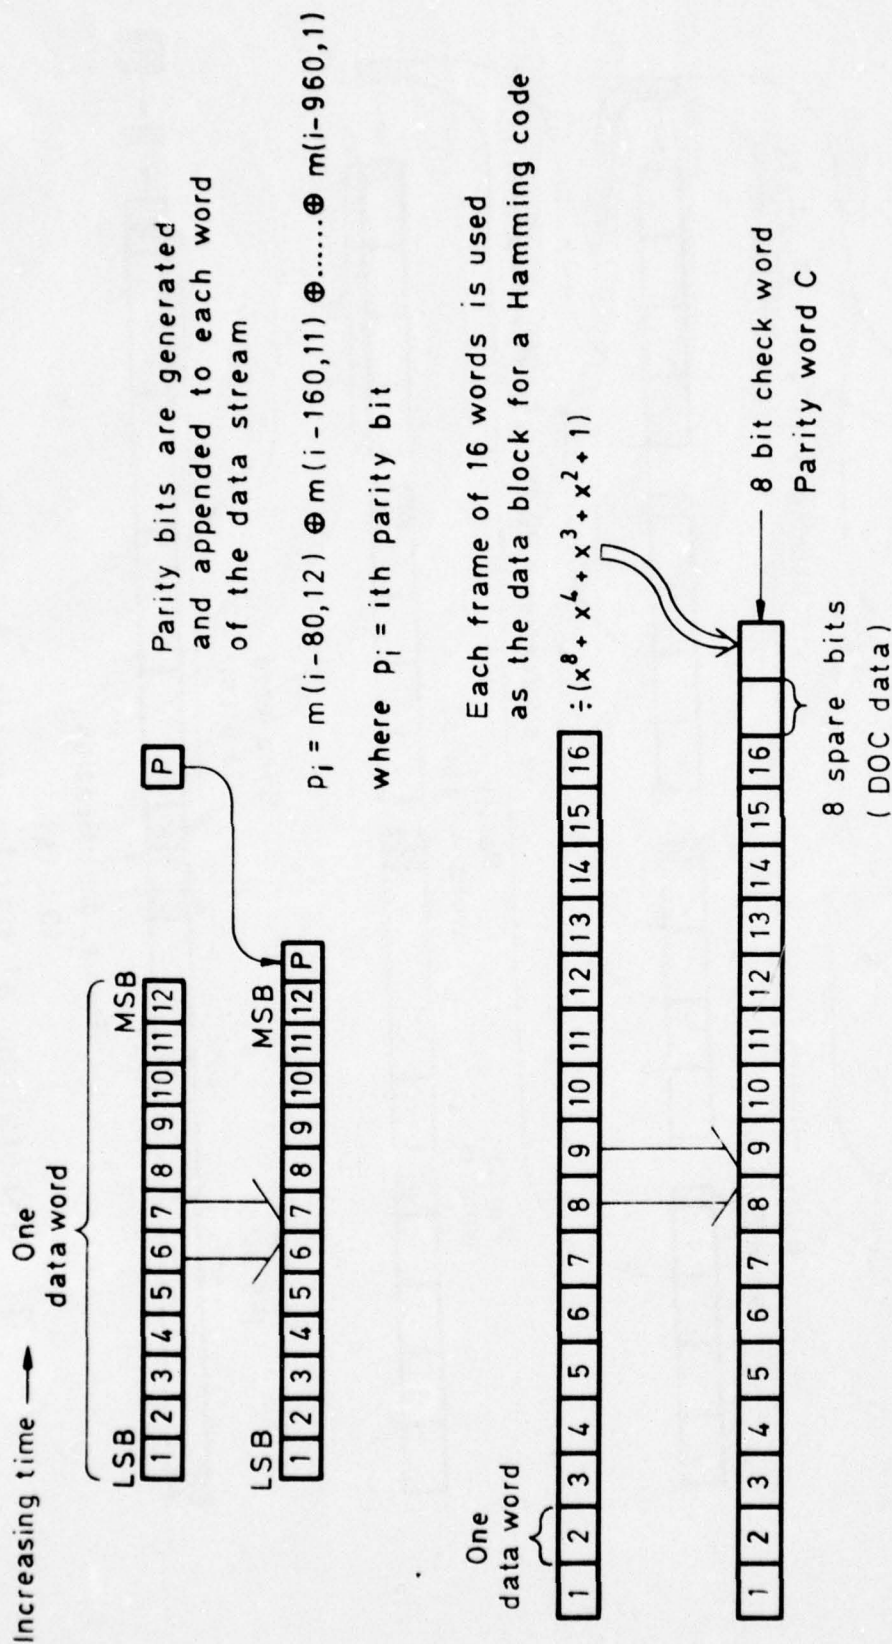 Increasing time →
One
data word
LSB MSB
1 2 3 4 5 6 7 8 9 10 11 12
P
Parity bits are generated
and appended to each word
of the data stream
LSB MSB
1 2 3 4 5 6 7 8 9 10 11 12 P
pᵢ = m(i-80,12) ⊕ m(i-160,11) ⊕......⊕ m(i-960,1)
where pᵢ = ith parity bit
One
data word
Each frame of 16 words is used
as the data block for a Hamming code
1 2 3 4 5 6 7 8 9 10 11 12 13 14 15 16
÷(x⁸ + x⁴ + x³ + x² + 1)
1 2 3 4 5 6 7 8 9 10 11 12 13 14 15 16
8 bit check word
Parity word C
8 spare bits
(DOC data)